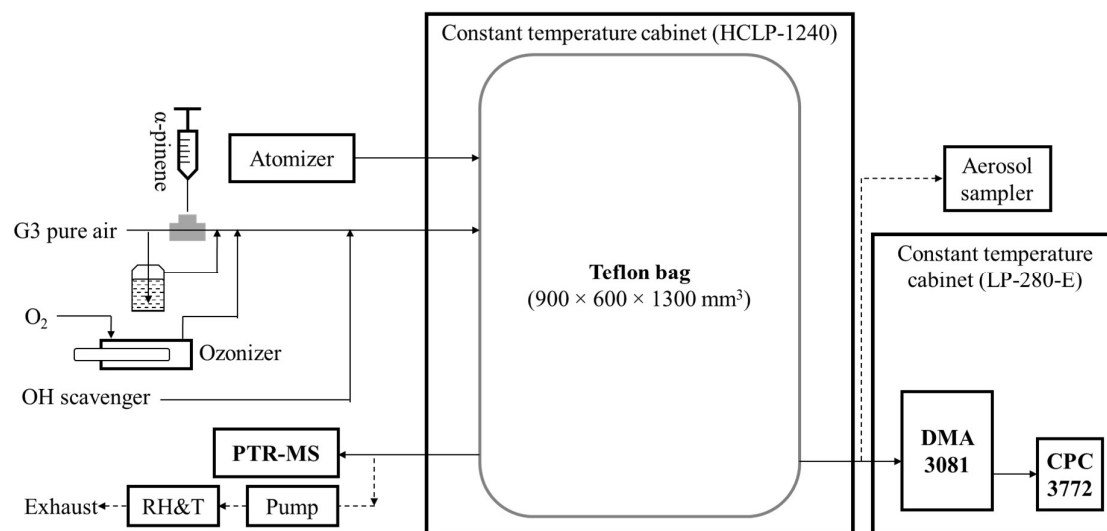 Constant temperature cabinet (HCLP-1240)
α-pinene
Atomizer
Aerosol
sampler
G3 pure air
Constant temperature
cabinet (LP-280-E)
Teflon bag
(900 × 600 × 1300 mm³)
O₂
Ozonizer
OH scavenger
DMA
3081
PTR-MS
CPC
3772
Exhaust
RH&T
Pump